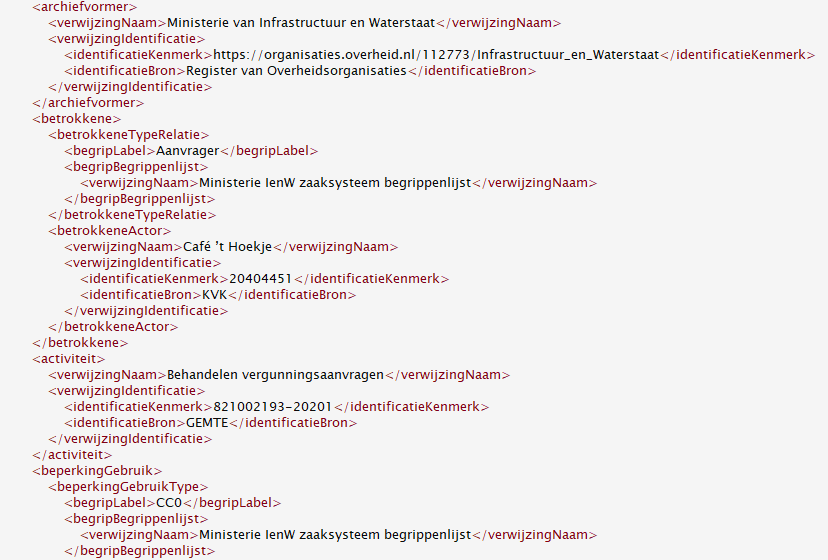 <archiefvormer>
<verwijzingNaam>Ministerie van Infrastructuur en Waterstaat</verwijzingNaam>
<verwijzingIdentificatie>
<identificatieKenmerk>https://organisaties.overheid.nl/112773/Infrastructuur_en_Waterstaat</identificatieKenmerk>
<identificatieBron>Register van Overheidsorganisaties</identificatieBron>
</verwijzingIdentificatie>
</archiefvormer>
<betrokkene>
<betrokkeneTypeRelatie>
<begripLabel>Aanvrager</begripLabel>
<begripBegrippenlijst>
<verwijzingNaam>Ministerie IenW zaaksysteem begrippenlijst</verwijzingNaam>
</begripBegrippenlijst>
</betrokkeneTypeRelatie>
<betrokkeneActor>
<verwijzingNaam>Café ’t Hoekje</verwijzingNaam>
<verwijzingIdentificatie>
<identificatieKenmerk>20404451</identificatieKenmerk>
<identificatieBron>KVK</identificatieBron>
</verwijzingIdentificatie>
</betrokkeneActor>
</betrokkene>
<activiteit>
<verwijzingNaam>Behandelen vergunningsaanvragen</verwijzingNaam>
<verwijzingIdentificatie>
<identificatieKenmerk>821002193-20201</identificatieKenmerk>
<identificatieBron>GEMTE</identificatieBron>
</verwijzingIdentificatie>
</activiteit>
<beperkingGebruik>
<beperkingGebruikType>
<begripLabel>CC0</begripLabel>
<begripBegrippenlijst>
<verwijzingNaam>Ministerie IenW zaaksysteem begrippenlijst</verwijzingNaam>
</begripBegrippenlijst>